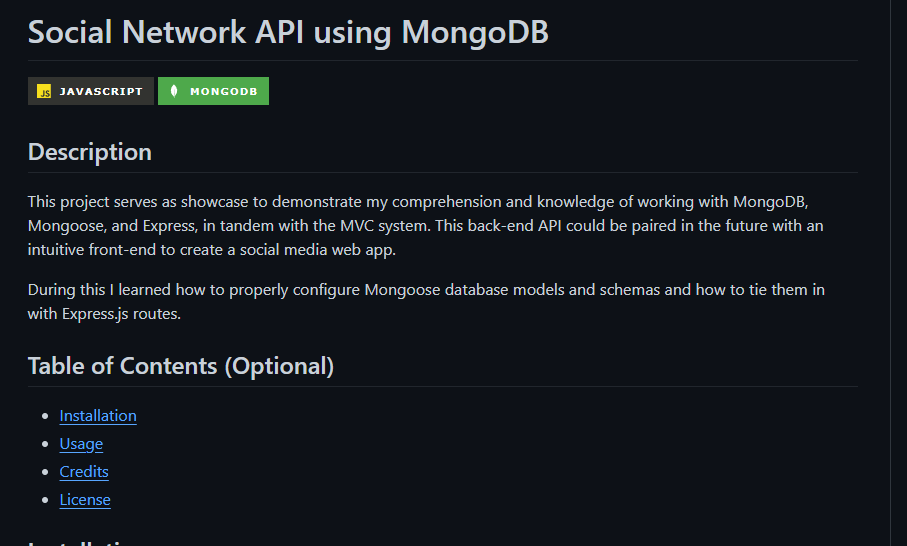 Social Network API using MongoDB
JS JAVASCRIPT MONGODB
Description
This project serves as showcase to demonstrate my comprehension and knowledge of working with MongoDB,
Mongoose, and Express, in tandem with the MVC system. This back-end API could be paired in the future with an
intuitive front-end to create a social media web app.
During this I learned how to properly configure Mongoose database models and schemas and how to tie them in
with Express.js routes.
Table of Contents (Optional)
Installation
Usage
Credits
License